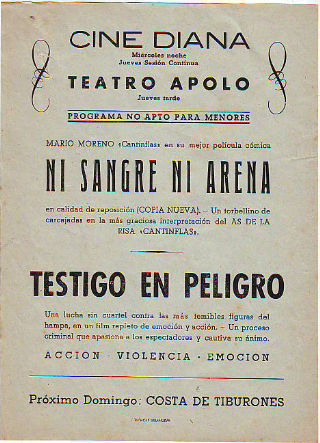 CINE DIANA
Miércoles noche
Jueves Sesión Continua
TEATRO APOLO
Jueves tarde
PROGRAMA NO APTO PARA MENORES
MARIO MORENO «Cantinflas» en su mejor película cómica
NI SANGRE NI ARENA
en calidad de reposición (COPIA NUEVA). - Un torbellino de
carcajadas en la más graciosa interpretación del AS DE LA
RISA «CANTINFLAS».
TESTIGO EN PELIGRO
Una lucha sin cuartel contra las más temibles figuras del
hampa, en un film repleto de emoción y acción. - Un proceso
criminal que apasiona a los espectadores y cautiva su ánimo.
ACCION - VIOLENCIA - EMOCION
Próximo Domingo: COSTA DE TIBURONES